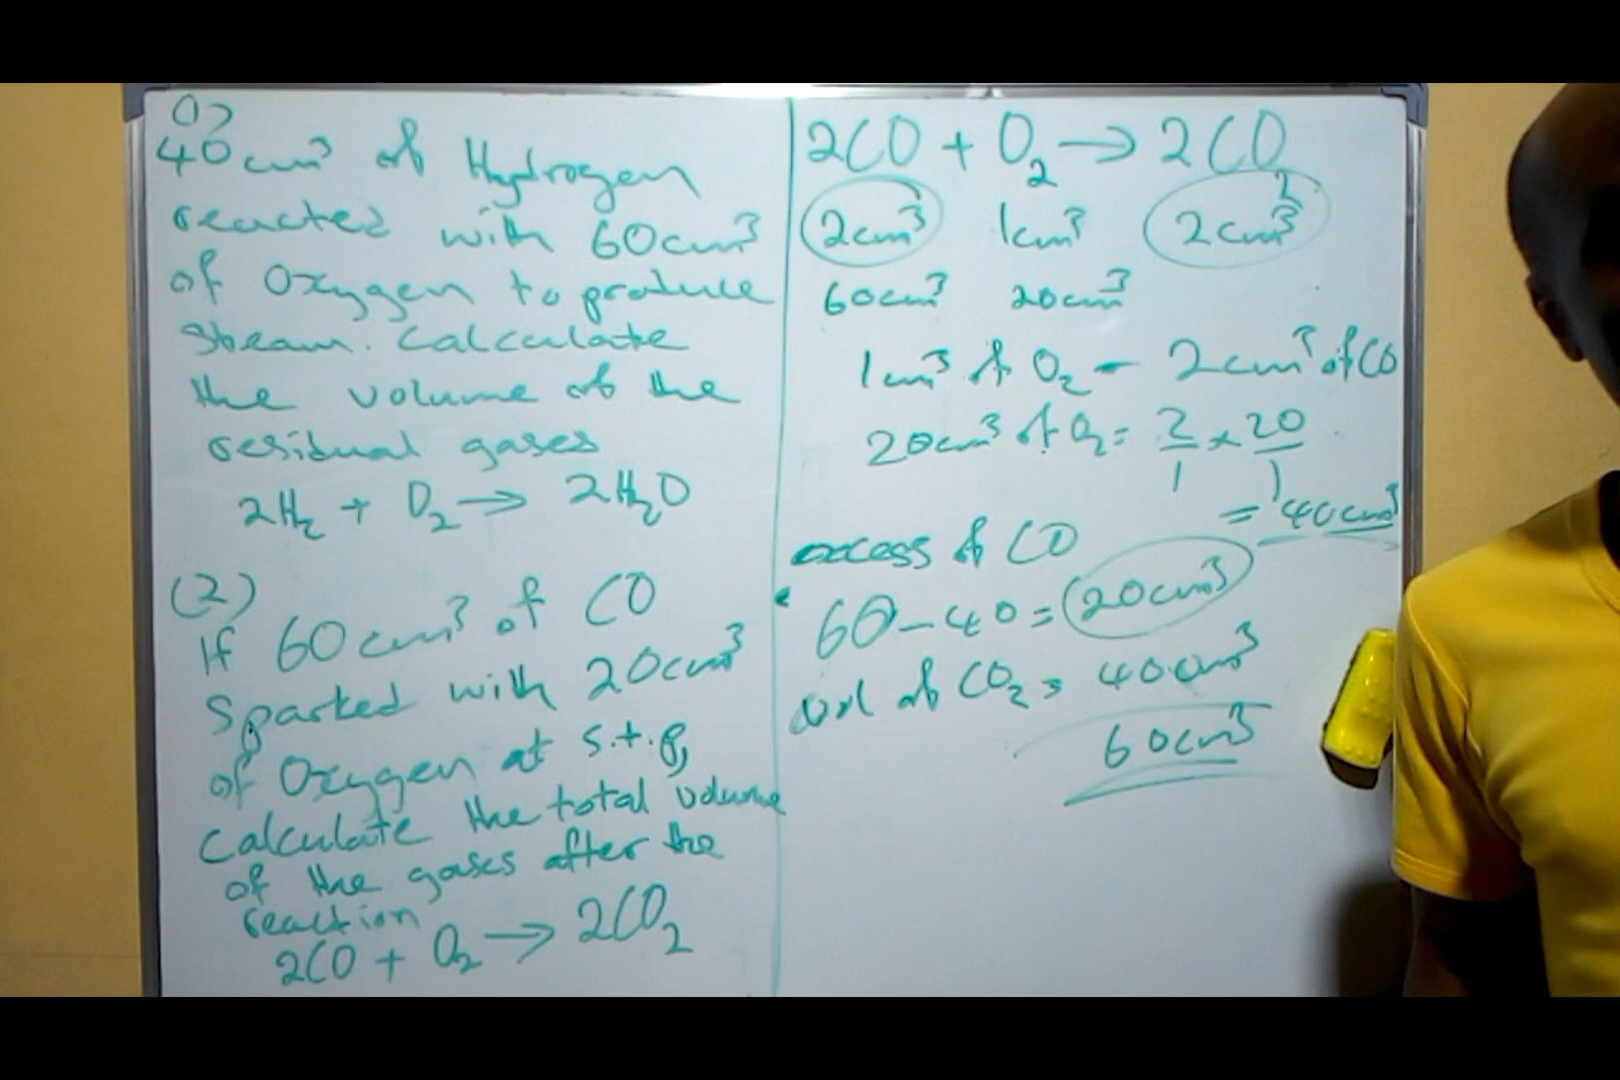 (1)
40cm³ of Hydrogen
reacted with 60cm³
of Oxygen to produce
steam. Calculate
the volume of the
residual gases
2H₂ + O₂ → 2H₂O
(2)
If 60cm³ of CO
Sparked with 20cm³
of Oxygen at s.t.p,
Calculate the total volume
of the gases after the
reaction
2CO + O₂ → 2CO₂
2CO + O₂ → 2CO₂
2cm³ 1cm³ 2cm³
60cm³ 20cm³
1cm³ of O₂ - 2cm³ of CO
20cm³ of O₂ = 2/1 x 20/1
= 40cm³
excess of CO
60 - 40 = 20cm³
vol of CO₂ = 40cm³
60cm³